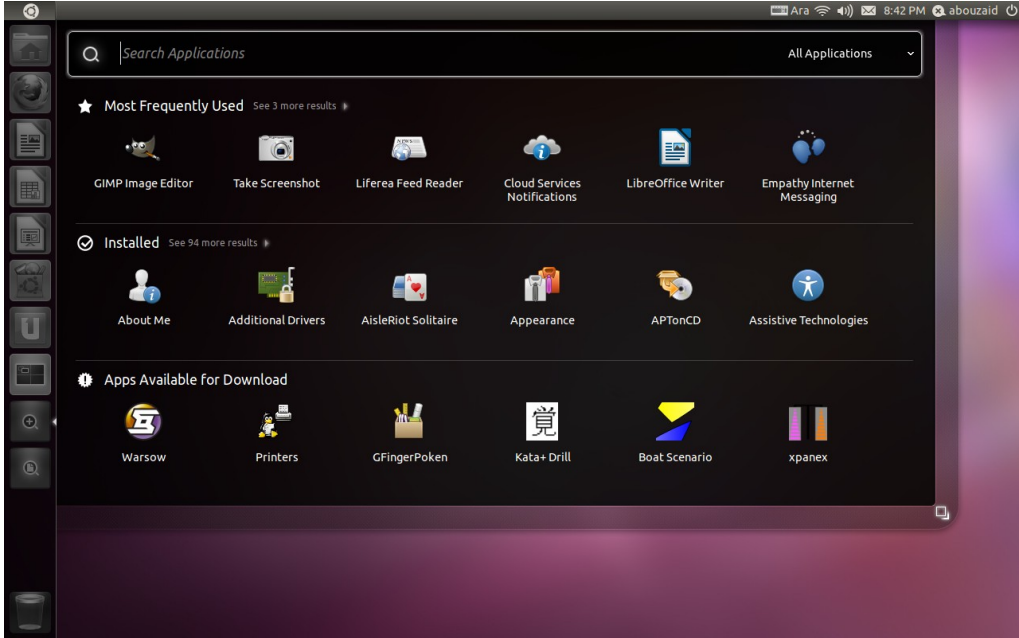 Ara 8:42 PM abouzaid
Search Applications All Applications
Most Frequently Used See 3 more results
GIMP Image Editor Take Screenshot Liferea Feed Reader Cloud Services Notifications LibreOffice Writer Empathy Internet Messaging
Installed See 94 more results
About Me Additional Drivers AisleRiot Solitaire Appearance APTonCD Assistive Technologies
Apps Available for Download
覚
Warsow Printers GFingerPoken Kata+ Drill Boat Scenario xpanex